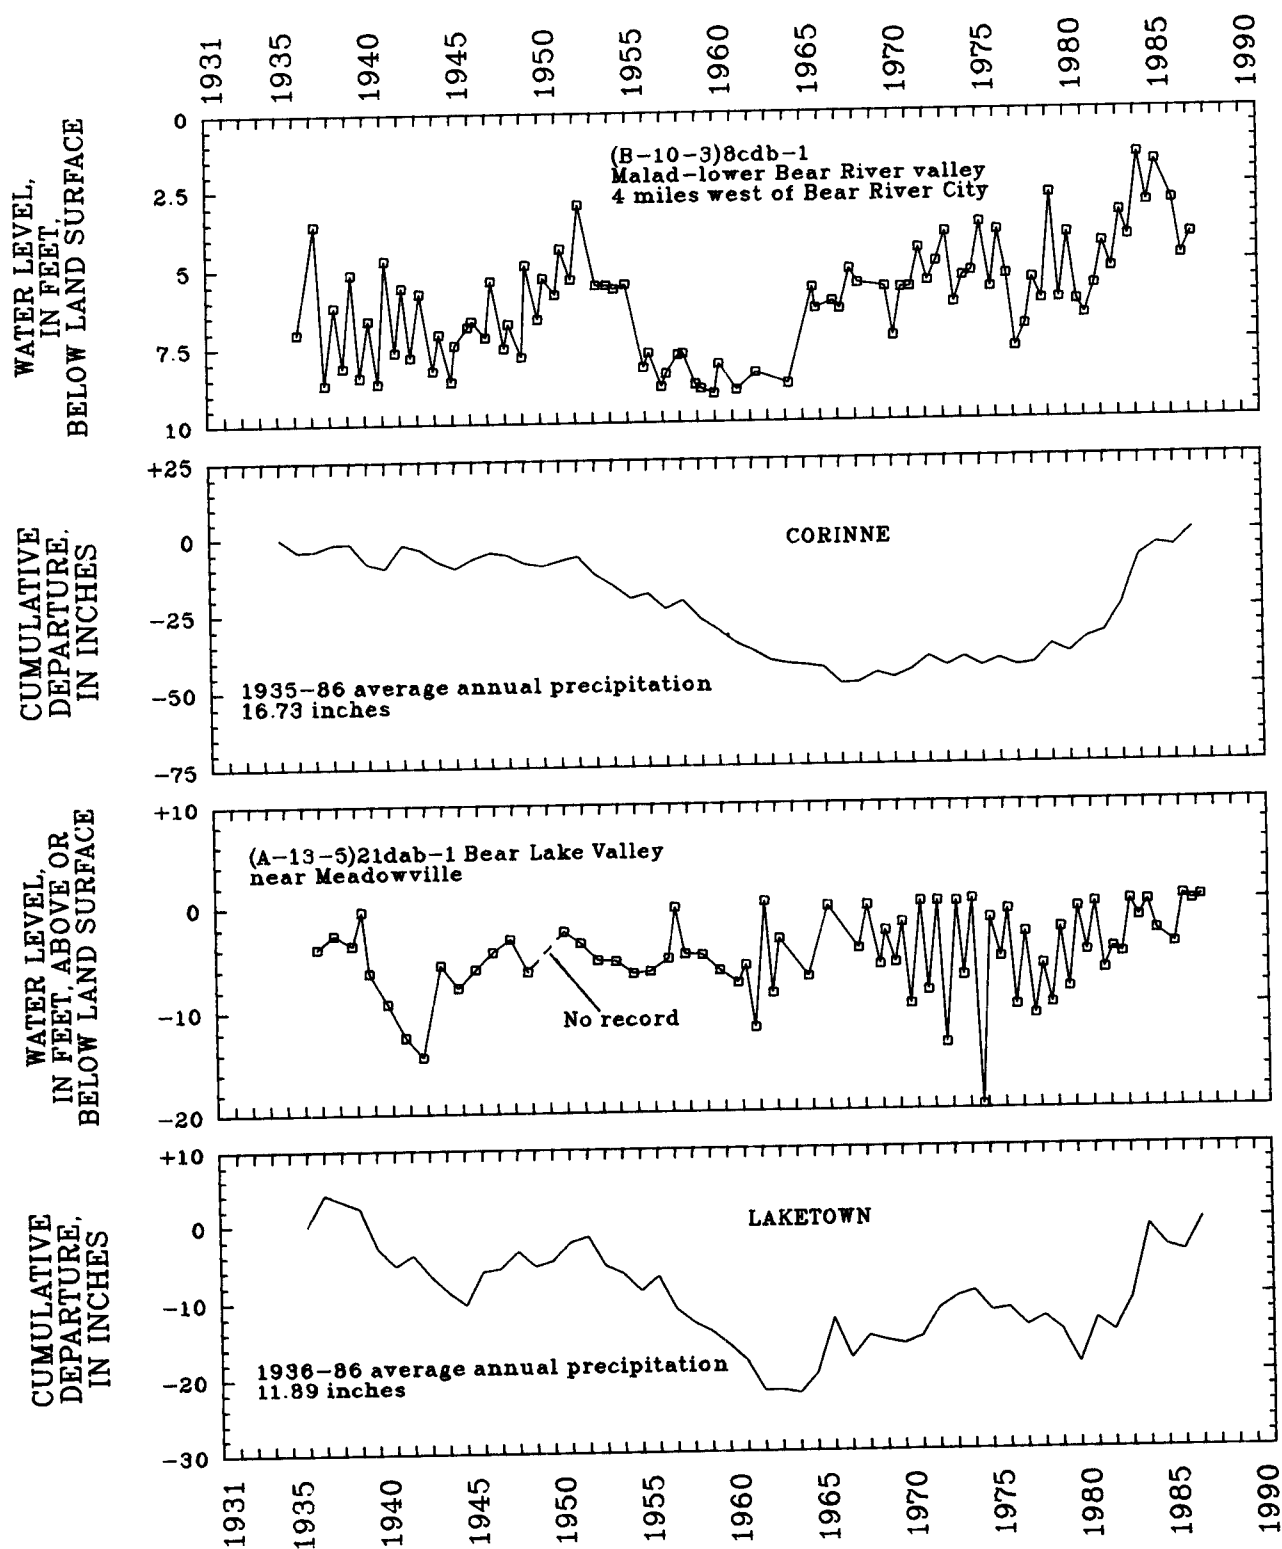 1931 1935 1940 1945 1950 1955 1960 1965 1970 1975 1980 1985 1990
WATER LEVEL,
IN FEET,
BELOW LAND SURFACE
0
2.5
5
7.5
10
(B-10-3)8cdb-1
Malad-lower Bear River valley
4 miles west of Bear River City
CUMULATIVE
DEPARTURE,
IN INCHES
+25
0
-25
-50
-75
CORINNE
1935-86 average annual precipitation
16.73 inches
WATER LEVEL,
IN FEET, ABOVE OR
BELOW LAND SURFACE
+10
0
-10
-20
(A-13-5)21dab-1 Bear Lake Valley
near Meadowville
No record
CUMULATIVE
DEPARTURE,
IN INCHES
+10
0
-10
-20
-30
LAKETOWN
1936-86 average annual precipitation
11.89 inches
1931 1935 1940 1945 1950 1955 1960 1965 1970 1975 1980 1985 1990